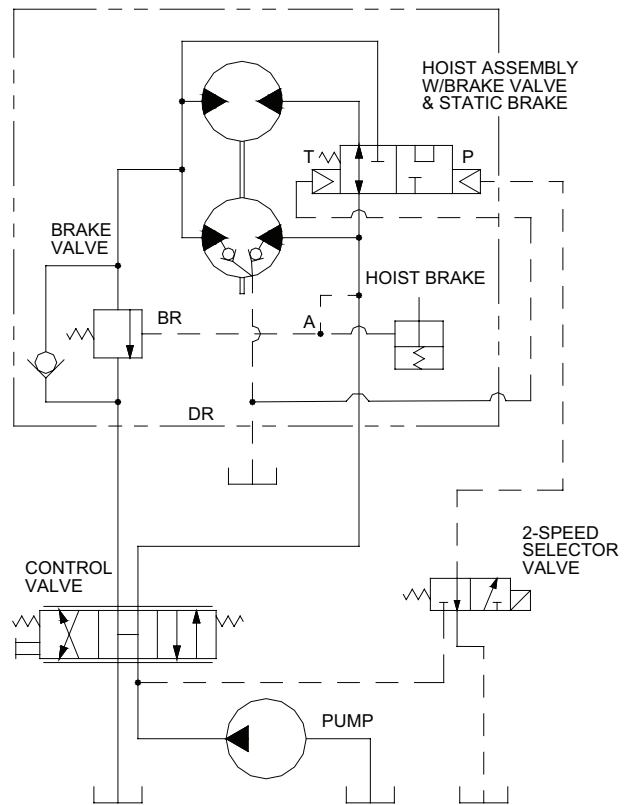 HOIST ASSEMBLY
W/BRAKE VALVE
& STATIC BRAKE
T
P
BRAKE
VALVE
HOIST BRAKE
BR
A
DR
2-SPEED
SELECTOR
VALVE
CONTROL
VALVE
PUMP